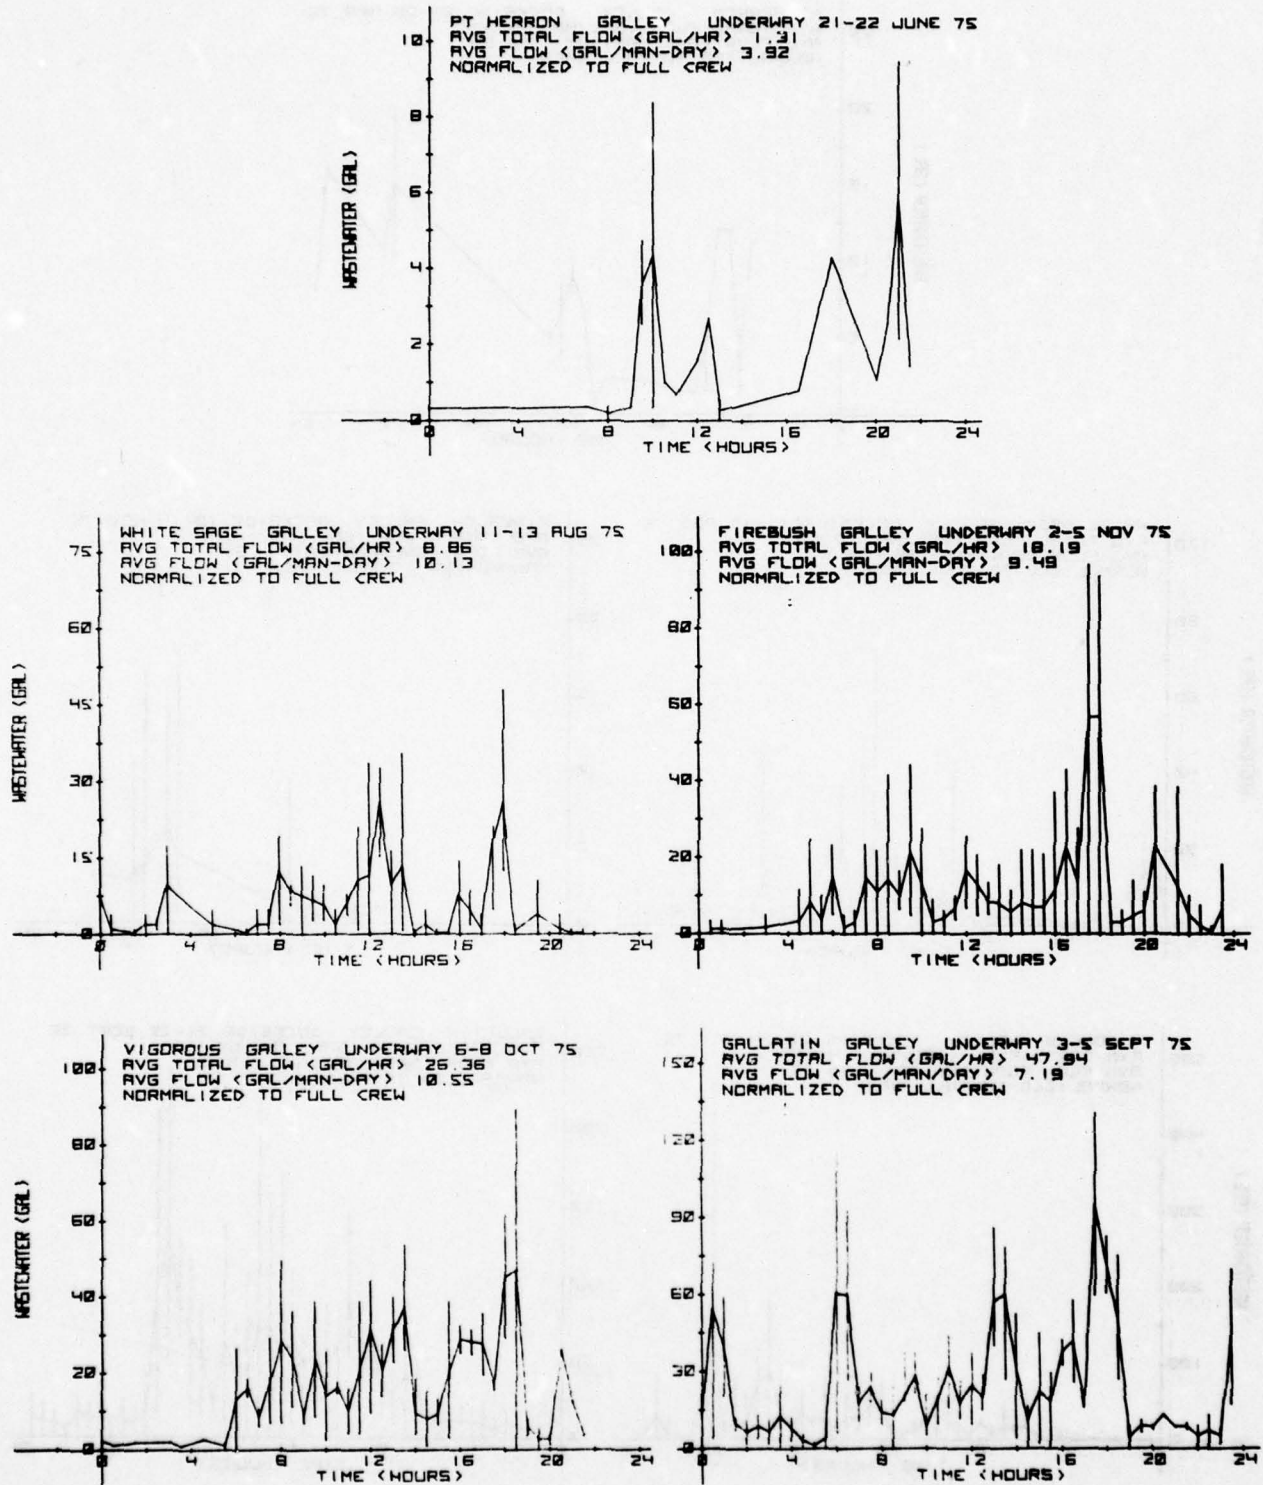 PT HERRON GALLEY UNDERWAY 21-22 JUNE 75
AVG TOTAL FLOW <GAL/HR> 1.31
AVG FLOW <GAL/MAN-DAY> 3.92
NORMALIZED TO FULL CREW
WASTEWATER <GAL>
10
8
6
4
2
0
0 8 12 16 20 24
TIME <HOURS>
WHITE SAGE GALLEY UNDERWAY 11-13 AUG 75
AVG TOTAL FLOW <GAL/HR> 8.86
AVG FLOW <GAL/MAN-DAY> 10.13
NORMALIZED TO FULL CREW
WASTEWATER <GAL>
75
60
45
30
15
0
0 4 8 12 16 20 24
TIME <HOURS>
FIREBUSH GALLEY UNDERWAY 2-5 NOV 75
AVG TOTAL FLOW <GAL/HR> 18.19
AVG FLOW <GAL/MAN-DAY> 9.49
NORMALIZED TO FULL CREW
100
80
60
40
20
0
4 8 12 16 20 24
TIME <HOURS>
VIGOROUS GALLEY UNDERWAY 6-8 OCT 75
AVG TOTAL FLOW <GAL/HR> 26.36
AVG FLOW <GAL/MAN-DAY> 10.55
NORMALIZED TO FULL CREW
WASTEWATER <GAL>
100
80
60
40
20
0
0 4 8 12 16 20 24
TIME <HOURS>
GALLATIN GALLEY UNDERWAY 3-5 SEPT 75
AVG TOTAL FLOW <GAL/HR> 47.94
AVG FLOW <GAL/MAN/DAY> 7.19
NORMALIZED TO FULL CREW
150
120
90
60
30
0
0 4 8 12 16 20 24
TIME <HOURS>